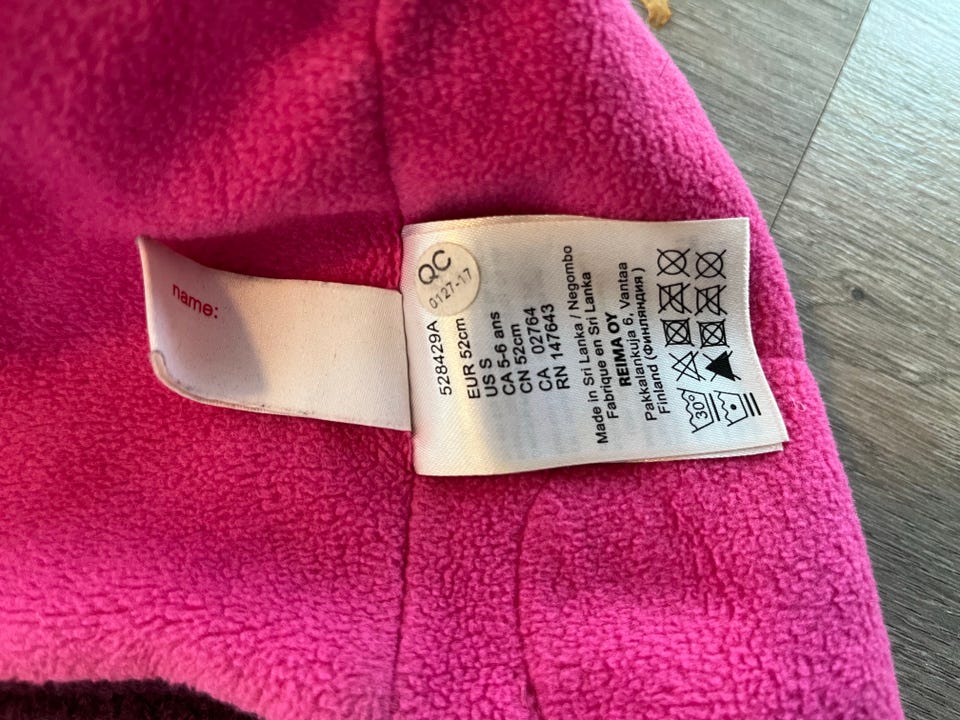 name:
QC
0127-17
528429A
EUR 52cm
US S
CA 5-6 ans
CN 52cm
CA 02764
RN 147643
Made in Sri Lanka / Negombo
Fabrique en Sri Lanka
REIMA OY
Pakkalankuja 6, Vantaa
Finland (Финляндия)
30°